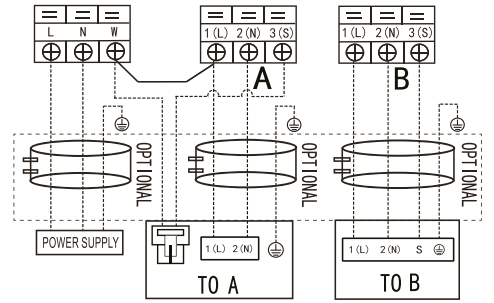 L N W
1(L) 2(N) 3(S)
1(L) 2(N) 3(S)
A
B
OPTIONAL
OPTIONAL
OPTIONAL
POWER SUPPLY
1(L) 2(N)
1(L) 2(N) S
TO A
TO B